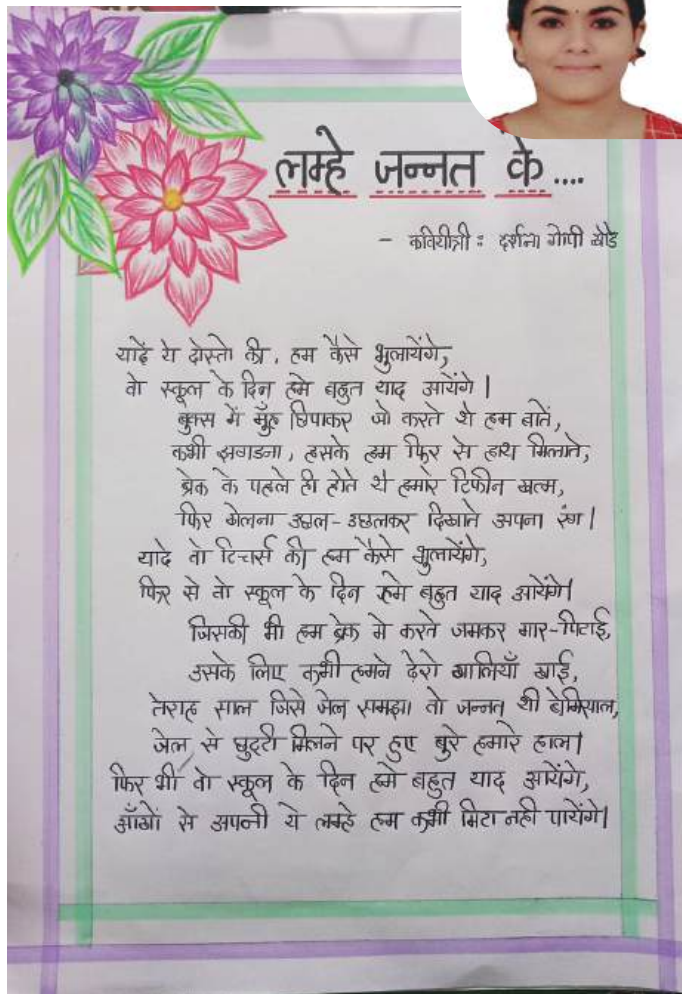 लम्हे जन्नत के....
- कवियीत्री : दर्शना गोपी खोडे
यादें ये दोस्तो की, हम कैसे भुलायेंगे,
वो स्कूल के दिन हमे बहुत याद आयेंगे |
बुक्स में मुँह छिपाकर जो करते थे हम बातें,
कभी झगडना, हसके हम फिर से हाथ मिलाते,
ब्रेक के पहले ही होते थे हमारे टिफीन खत्म,
फिर खेलना उछल-उछलकर दिखाते अपना रंग |
यादे वो टिचर्स की हम कैसे भुलायेंगे,
फिर से वो स्कूल के दिन हमे बहुत याद आयेंगे|
जिसकी भी हम ब्रेक मे करते जमकर मार-पिटाई,
उसके लिए कभी हमने ढेरो गालियाँ खाई,
तेराह साल जिसे जेल समझा वो जन्नत थी बेमिसाल,
जेल से छुट्टी मिलने पर हुए बुरे हमारे हाल|
फिर भी वो स्कूल के दिन हमे बहुत याद आयेंगे,
आँखों से अपनी ये लम्हे हम कभी मिटा नही पायेंगे|